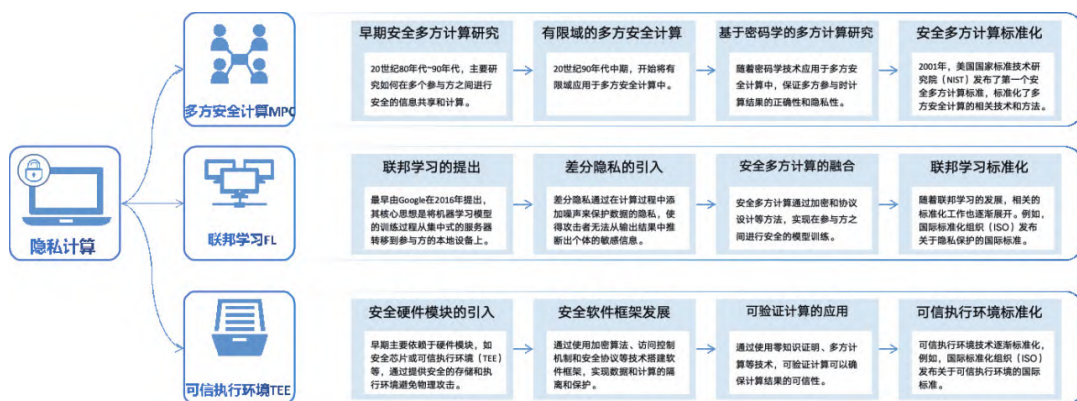 隐私计算
多方安全计算MPC
早期安全多方计算研究
20世纪80年代~90年代，主要研
究如何在多个参与方之间进行
安全的信息共享和计算。
有限域的多方安全计算
20世纪90年代中期，开始将有
限域应用于多方安全计算中。
基于密码学的多方计算研究
随着密码学技术应用于多方安
全计算中，保证多方参与时计
算结果的正确性和隐私性。
安全多方计算标准化
2001年，美国国家标准技术研
究院（NIST）发布了第一个安
全多方计算标准，标准化了多
方安全计算的相关技术和方法。
联邦学习FL
联邦学习的提出
最早由Google在2016年提出，
其核心思想是将机器学习模型
的训练过程从集中式的服务器
转移到参与方的本地设备上。
差分隐私的引入
差分隐私通过在计算过程中添
加噪声来保护数据的隐私，使
得攻击者无法从输出结果中推
断出个体的敏感信息。
安全多方计算的融合
安全多方计算通过加密和协议
设计等方法，实现在参与方之
间进行安全的模型训练。
联邦学习标准化
随着联邦学习的发展，相关的
标准化工作也逐渐展开。例如，
国际标准化组织（ISO）发布
关于隐私保护的国际标准。
可信执行环境TEE
安全硬件模块的引入
早期主要依赖于硬件模块，如
安全芯片或可信执行环境（TEE）
等，通过提供安全的存储和执
行环境避免物理攻击。
安全软件框架发展
通过使用加密算法、访问控制
机制和安全协议等技术搭建软
件框架，实现数据和计算的隔
离和保护。
可验证计算的应用
通过使用零知识证明、多方计
算等技术，可验证计算可以确
保计算结果的可信性。
可信执行环境标准化
可信执行环境技术逐渐标准化，
例如，国际标准化组织（ISO）
发布关于可信执行环境的国际
标准。